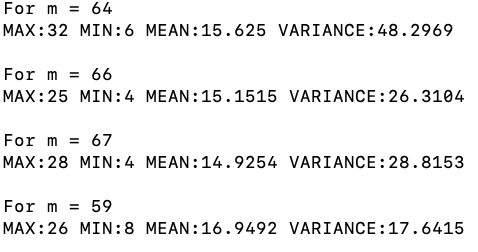 For m = 64
MAX:32 MIN:6 MEAN:15.625 VARIANCE:48.2969
For m = 66
MAX:25 MIN:4 MEAN:15.1515 VARIANCE:26.3104
For m = 67
MAX:28 MIN:4 MEAN:14.9254 VARIANCE:28.8153
For m = 59
MAX:26 MIN:8 MEAN:16.9492 VARIANCE:17.6415